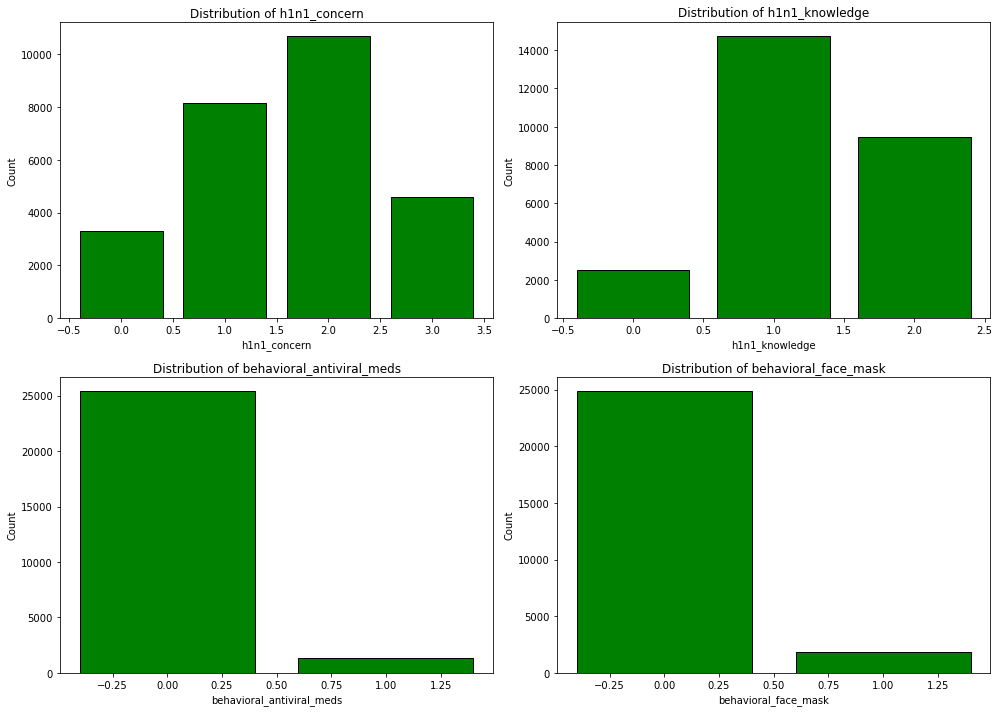 Distribution of h1n1_concern
Count
10000
8000
6000
4000
2000
0
−0.5 0.0 0.5 1.0 1.5 2.0 2.5 3.0 3.5
h1n1_concern
Distribution of h1n1_knowledge
Count
14000
12000
10000
8000
6000
4000
2000
0
−0.5 0.0 0.5 1.0 1.5 2.0 2.5
h1n1_knowledge
Distribution of behavioral_antiviral_meds
Count
25000
20000
15000
10000
5000
0
−0.25 0.00 0.25 0.50 0.75 1.00 1.25
behavioral_antiviral_meds
Distribution of behavioral_face_mask
Count
25000
20000
15000
10000
5000
0
−0.25 0.00 0.25 0.50 0.75 1.00 1.25
behavioral_face_mask